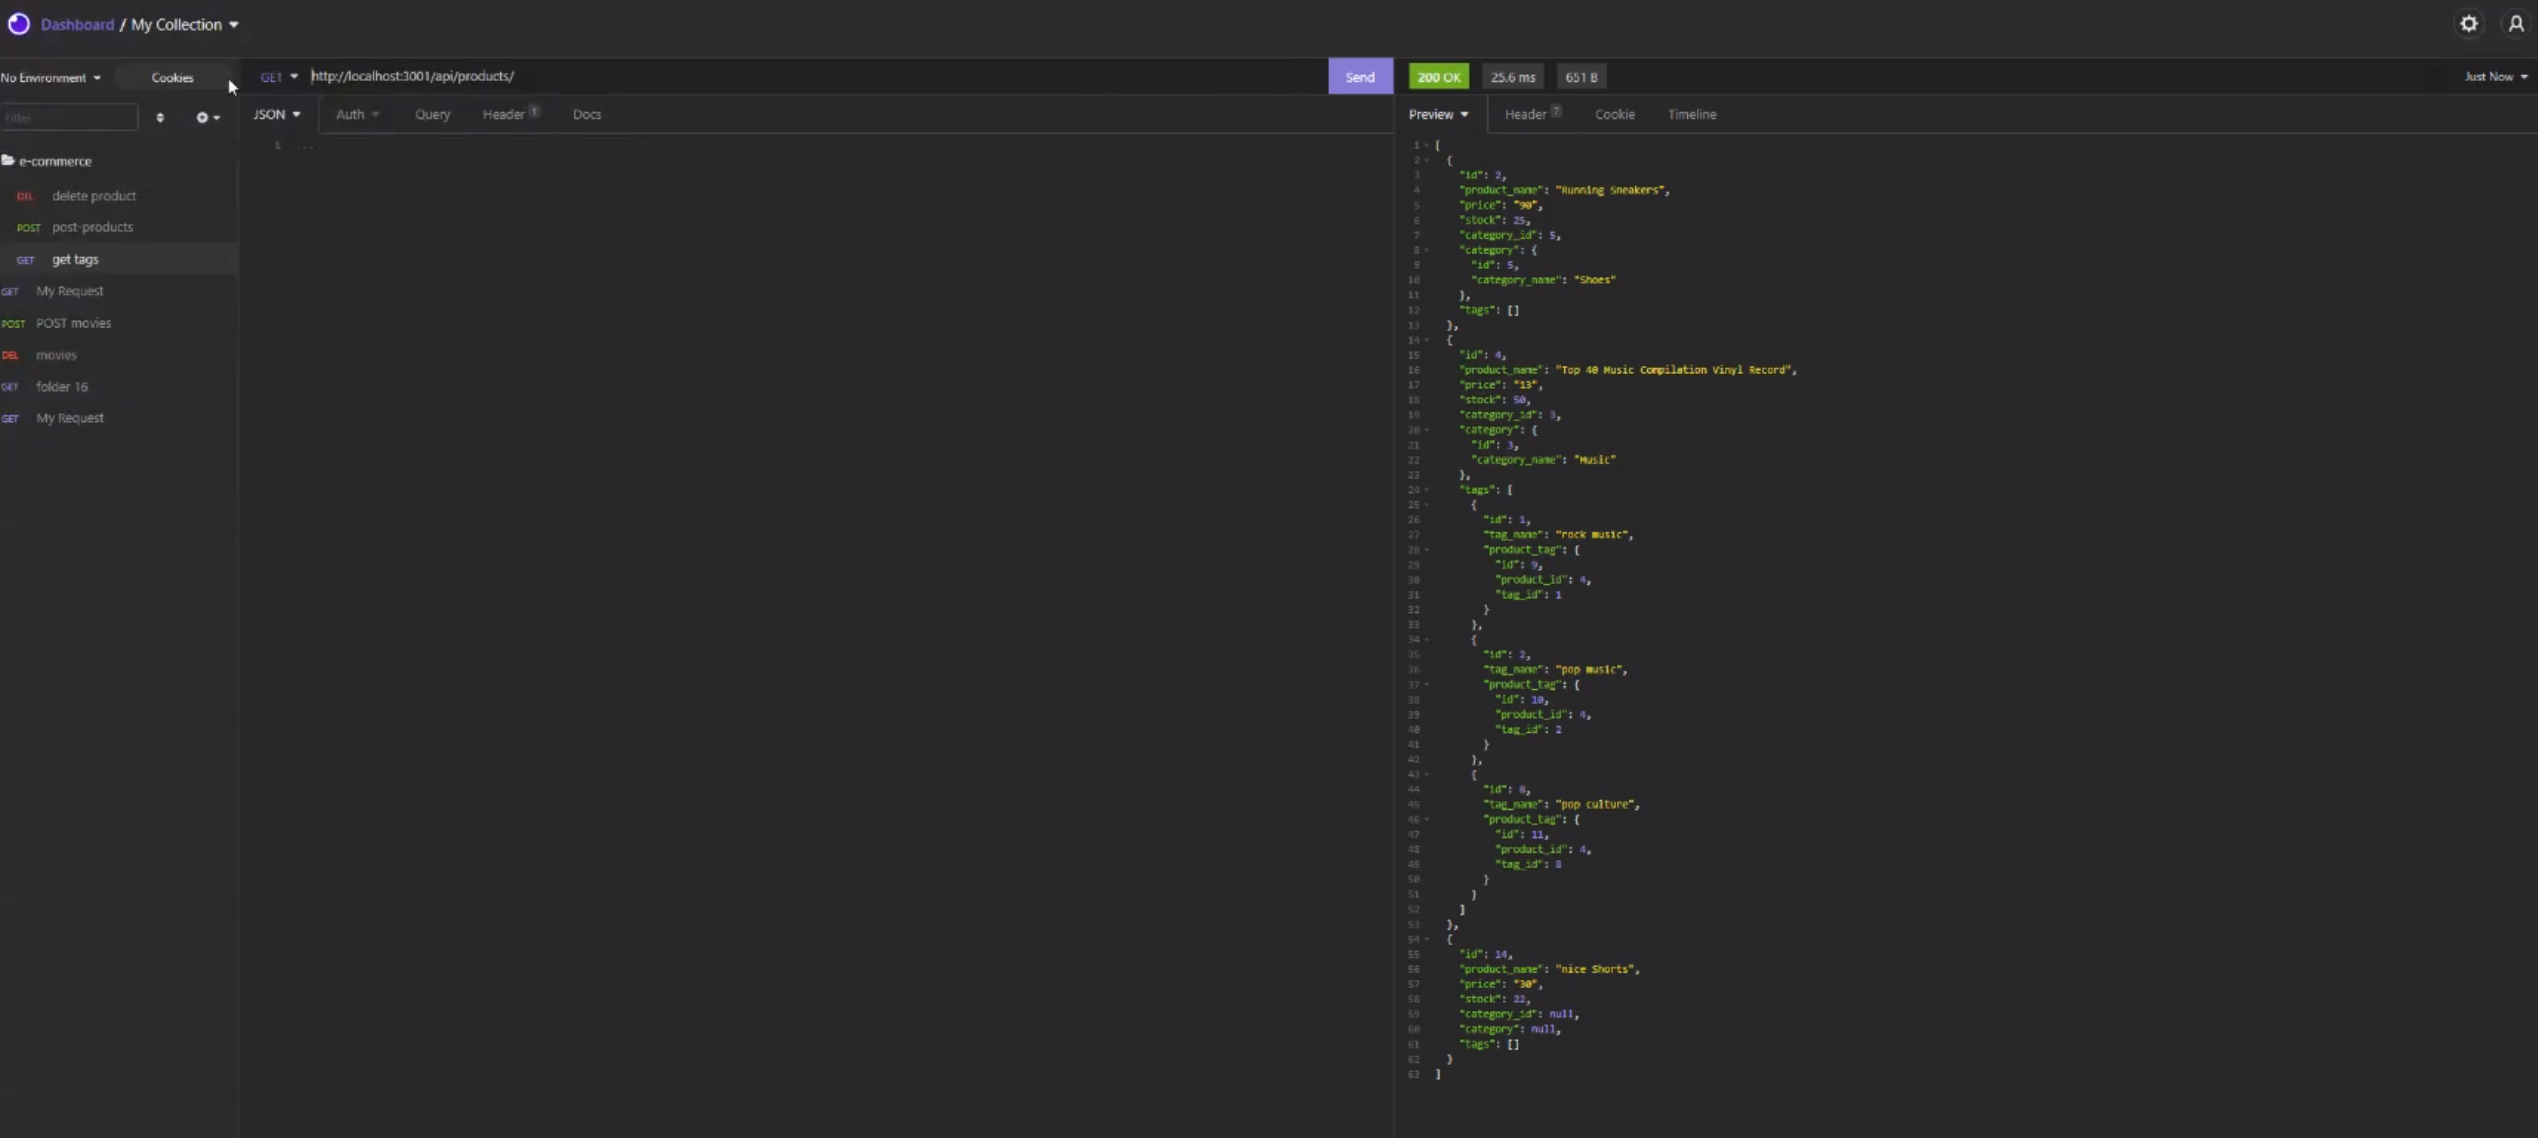 Dashboard / My Collection
No Environment
Cookies
GET
http://localhost:3001/api/products/
Send
200 OK
25.6 ms
651 B
Just Now
Filter
JSON
Auth
Query
Header 1
Docs
Preview
Header 7
Cookie
Timeline
e-commerce
DEL delete product
POST post-products
GET get tags
GET My Request
POST POST movies
DEL movies
GET folder 16
GET My Request
1 ...
1 [
2 {
3 "id": 2,
4 "product_name": "Running Sneakers",
5 "price": "90",
6 "stock": 25,
7 "category_id": 5,
8 "category": {
9 "id": 5,
10 "category_name": "Shoes"
11 },
12 "tags": []
13 },
14 {
15 "id": 4,
16 "product_name": "Top 40 Music Compilation Vinyl Record",
17 "price": "13",
18 "stock": 50,
19 "category_id": 3,
20 "category": {
21 "id": 3,
22 "category_name": "Music"
23 },
24 "tags": [
25 {
26 "id": 1,
27 "tag_name": "rock music",
28 "product_tag": {
29 "id": 9,
30 "product_id": 4,
31 "tag_id": 1
32 }
33 },
34 {
35 "id": 2,
36 "tag_name": "pop music",
37 "product_tag": {
38 "id": 10,
39 "product_id": 4,
40 "tag_id": 2
41 }
42 },
43 {
44 "id": 8,
45 "tag_name": "pop culture",
46 "product_tag": {
47 "id": 11,
48 "product_id": 4,
49 "tag_id": 8
50 }
51 }
52 ]
53 },
54 {
55 "id": 14,
56 "product_name": "nice Shorts",
57 "price": "30",
58 "stock": 22,
59 "category_id": null,
60 "category": null,
61 "tags": []
62 }
63 ]